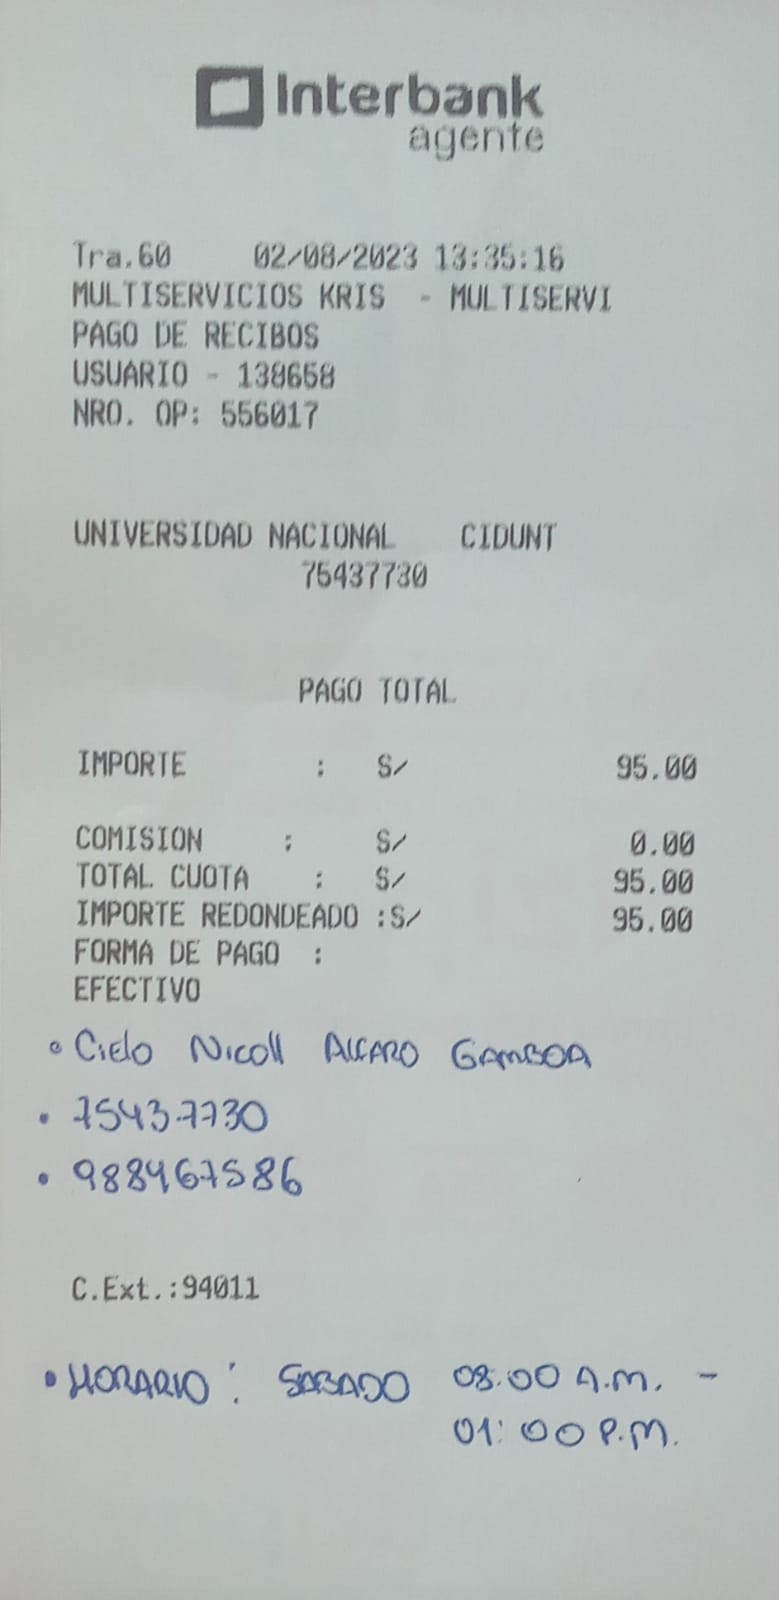 Interbank
agente
Tra.60 02/08/2023 13:35:16
MULTISERVICIOS KRIS - MULTISERVI
PAGO DE RECIBOS
USUARIO - 138658
NRO. OP: 556017
UNIVERSIDAD NACIONAL CIDUNT
75437730
PAGO TOTAL
IMPORTE : S/ 95.00
COMISION : S/ 0.00
TOTAL CUOTA : S/ 95.00
IMPORTE REDONDEADO :S/ 95.00
FORMA DE PAGO :
EFECTIVO
• Cielo Nicoll ALFARO GAMBOA
• 75437730
• 988467586
C.Ext.:94011
• HORARIO : SABADO 08:00 A.M. -
01:00 P.M.